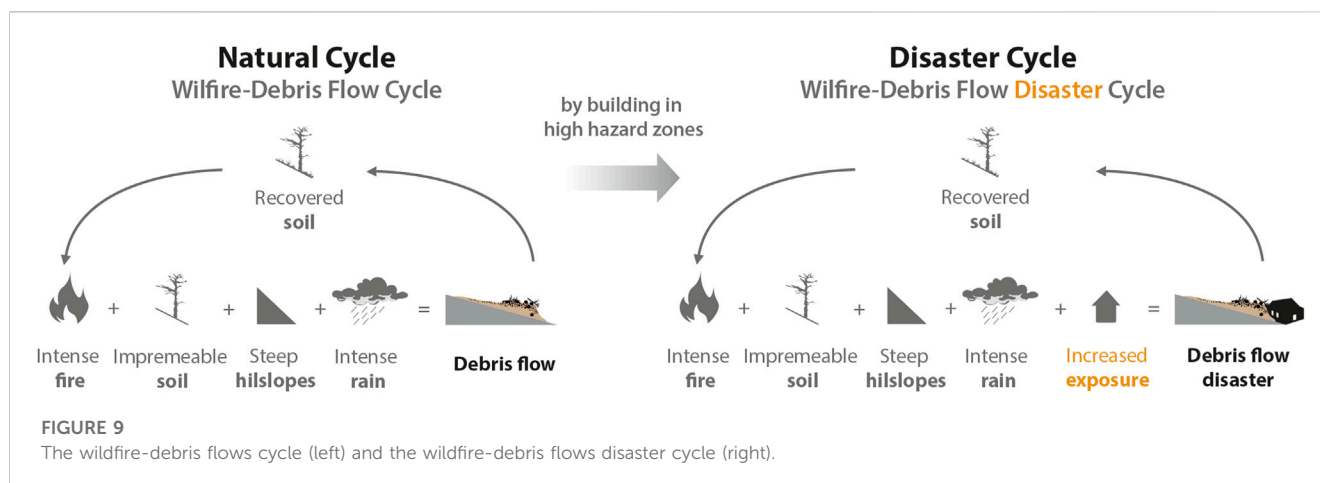 Natural Cycle
Wilfire-Debris Flow Cycle
Recovered
soil
+ + + =
Intense
fire
Impremeable
soil
Steep
hilslopes
Intense
rain
Debris flow
by building in
high hazard zones
Disaster Cycle
Wilfire-Debris Flow Disaster Cycle
Recovered
soil
+ + + + =
Intense
fire
Impremeable
soil
Steep
hilslopes
Intense
rain
Increased
exposure
Debris flow
disaster
FIGURE 9
The wildfire-debris flows cycle (left) and the wildfire-debris flows disaster cycle (right).